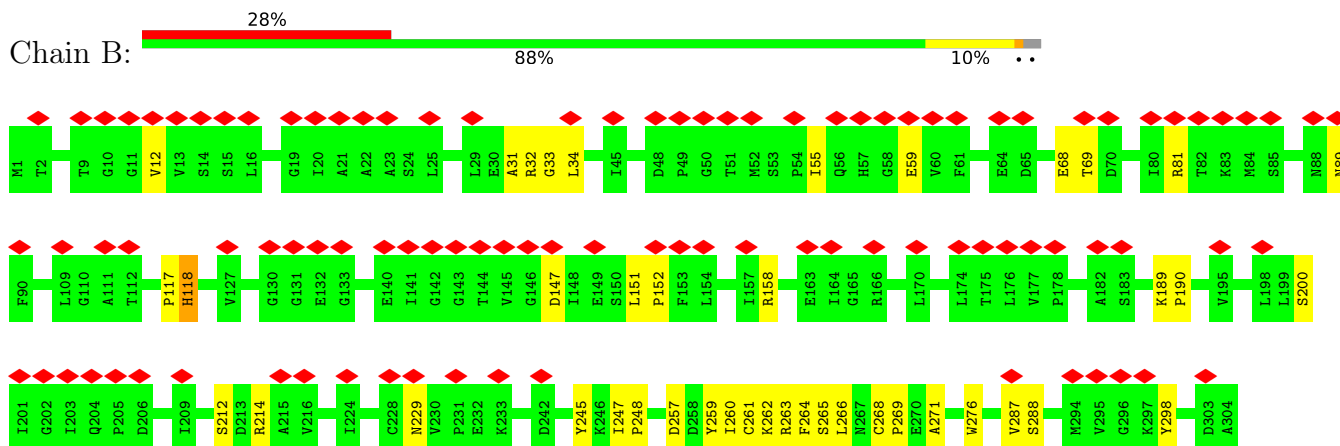 28%
Chain B:
88% 10% • •
M1 T2 T9 G10 G11 V12 V13 S14 S15 L16 G19 I20 A21 A22 A23 S24 L25 L29 E30 A31 R32 G33 L34 I45 D48 P49 G50 T51 M52 S53 P54 I55 Q56 H57 G58 E59 V60 F61 E64 D65 E68 T69 D70 I80 R81 T82 K83 M84 S85 N88 N89
F90 L109 G110 A111 T112 P117 H118 V127 G130 G131 E132 G133 E140 I141 G142 G143 T144 V145 G146 D147 I148 E149 S150 L151 P152 F153 L154 I157 R158 E163 I164 G165 R166 L170 L174 T175 L176 V177 P178 A182 S183 K189 P190 V195 L198 L199 S200
I201 G202 I203 Q204 P205 D206 I209 S212 D213 R214 A215 V216 I224 C228 N229 V230 P231 E232 K233 D242 Y245 K246 I247 P248 D257 D258 Y259 I260 C261 K262 R263 F264 S265 L266 N267 C268 P269 E270 A271 W276 V287 S288 M294 V295 G296 K297 Y298 D303 A304